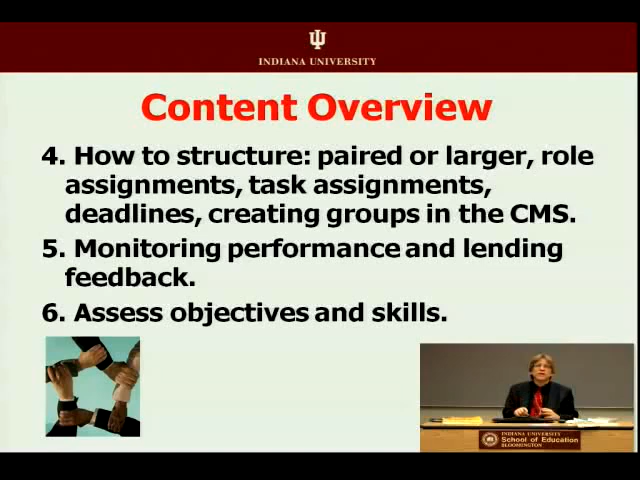 INDIANA UNIVERSITY
Content Overview
4. How to structure: paired or larger, role
assignments, task assignments,
deadlines, creating groups in the CMS.
5. Monitoring performance and lending
feedback.
6. Assess objectives and skills.
INDIANA UNIVERSITY
School of Education
BLOOMINGTON